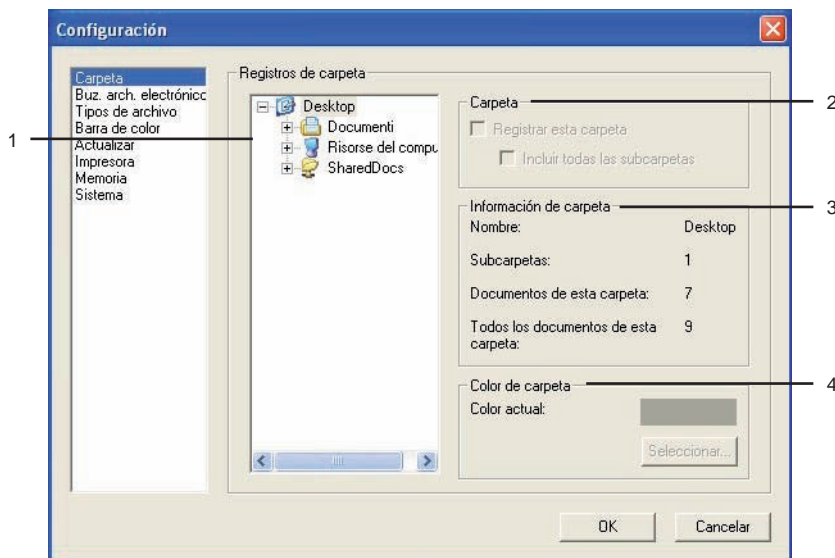 Configuración
Carpeta
Buz. arch. electrónicc
Tipos de archivo
Barra de color
Actualizar
Impresora
Memoria
Sistema
Registros de carpeta
Desktop
Documenti
Risorse del compu
SharedDocs
Carpeta
Registrar esta carpeta
Incluir todas las subcarpetas
Información de carpeta
Nombre: Desktop
Subcarpetas: 1
Documentos de esta carpeta: 7
Todos los documentos de esta 9
carpeta:
Color de carpeta
Color actual:
Seleccionar...
OK Cancelar
1
2
3
4